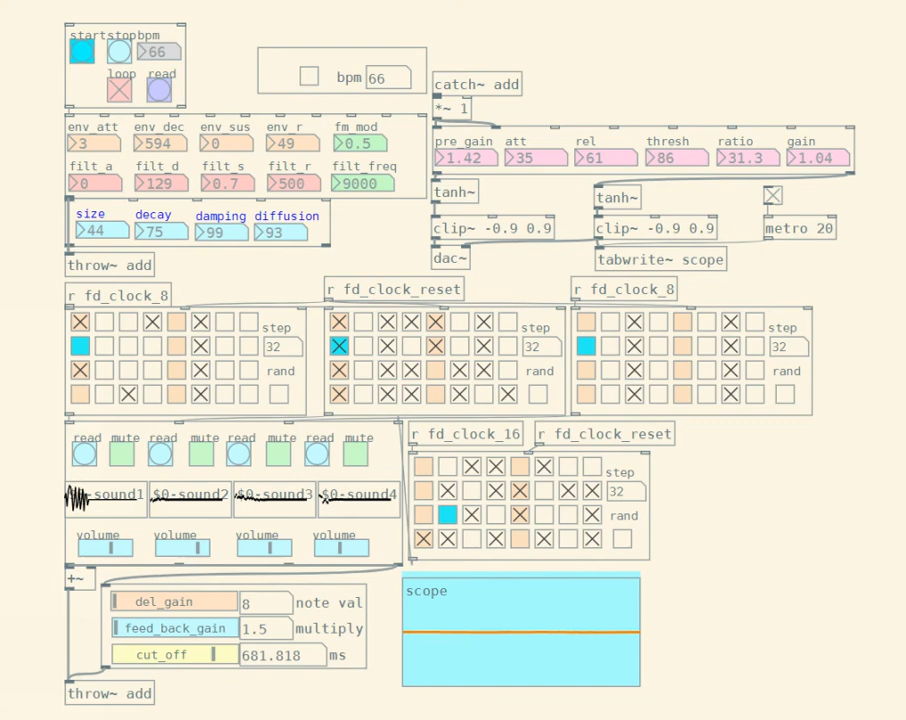 start stop bpm
66
loop read
bpm 66
catch~ add
*~ 1
env_att env_dec env_sus env_r fm_mod
3 594 0 49 0.5
filt_a filt_d filt_s filt_r filt_freq
0 129 0.7 500 9000
pre_gain att rel thresh ratio gain
1.42 35 61 86 31.3 1.04
tanh~
tanh~
size decay damping diffusion
44 75 99 93
clip~ -0.9 0.9
clip~ -0.9 0.9
metro 20
dac~
tabwrite~ scope
throw~ add
r fd_clock_8
r fd_clock_reset
r fd_clock_8
step
32
rand
step
32
rand
step
32
rand
read mute read mute read mute read mute
r fd_clock_16
r fd_clock_reset
step
32
rand
-sound1 $0-sound2 $0-sound3 $0-sound4
volume volume volume volume
+~
del_gain 8 note val
feed_back_gain 1.5 multiply
cut_off 681.818 ms
scope
throw~ add